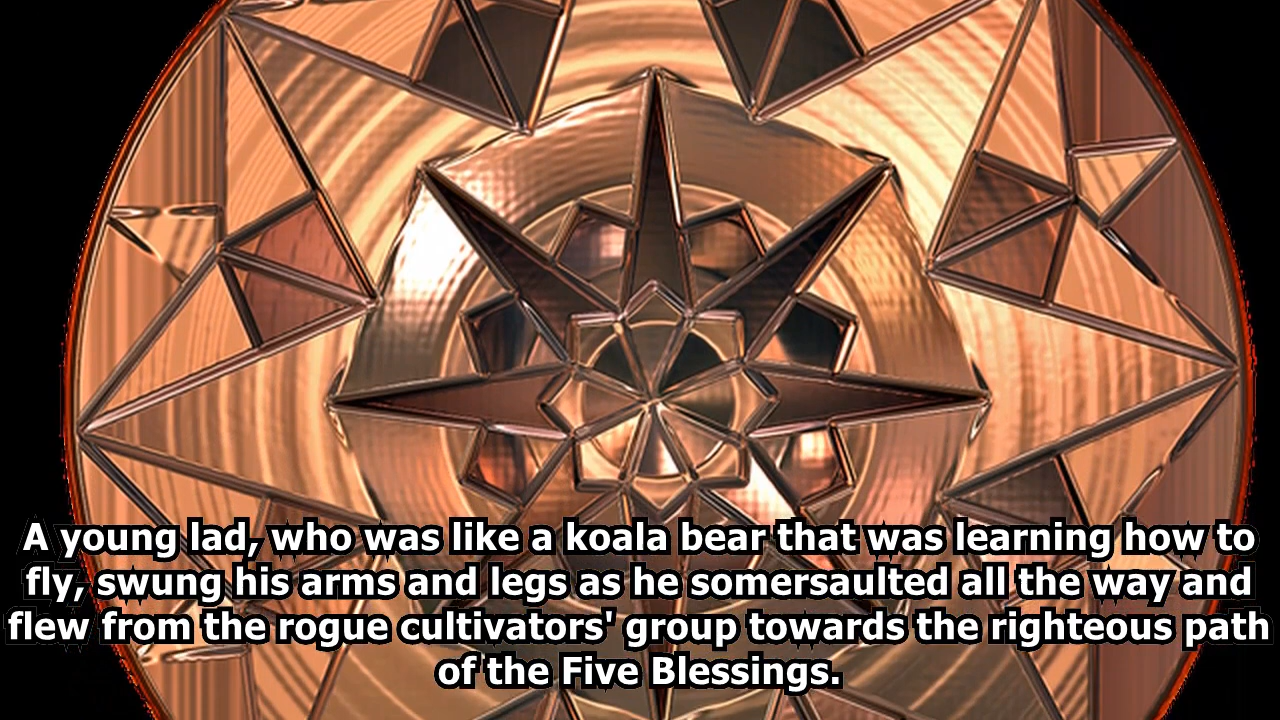 A young lad, who was like a koala bear that was learning how to
fly, swung his arms and legs as he somersaulted all the way and
flew from the rogue cultivators' group towards the righteous path
of the Five Blessings.